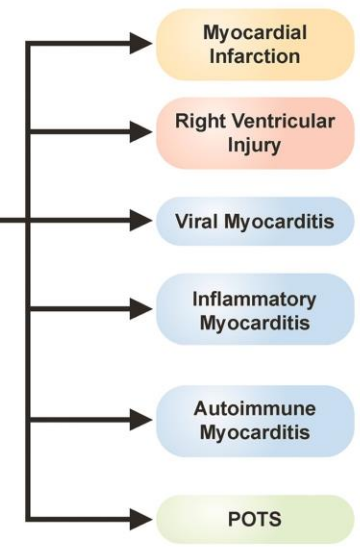 Myocardial
Infarction
Right Ventricular
Injury
Viral Myocarditis
Inflammatory
Myocarditis
Autoimmune
Myocarditis
POTS